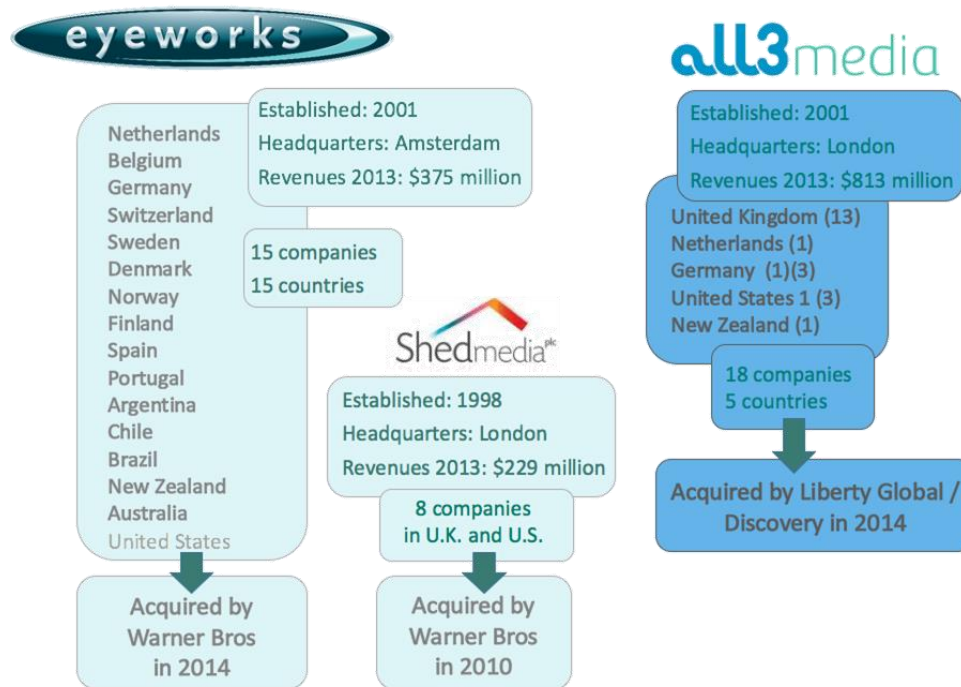 eyeworks
Established: 2001
Headquarters: Amsterdam
Revenues 2013: $375 million
Netherlands
Belgium
Germany
Switzerland
Sweden
Denmark
Norway
Finland
Spain
Portugal
Argentina
Chile
Brazil
New Zealand
Australia
United States
15 companies
15 countries
Acquired by
Warner Bros
in 2014
Shedmedia plc
Established: 1998
Headquarters: London
Revenues 2013: $229 million
8 companies
in U.K. and U.S.
Acquired by
Warner Bros
in 2010
all3media
Established: 2001
Headquarters: London
Revenues 2013: $813 million
United Kingdom (13)
Netherlands (1)
Germany (1)(3)
United States 1 (3)
New Zealand (1)
18 companies
5 countries
Acquired by Liberty Global /
Discovery in 2014